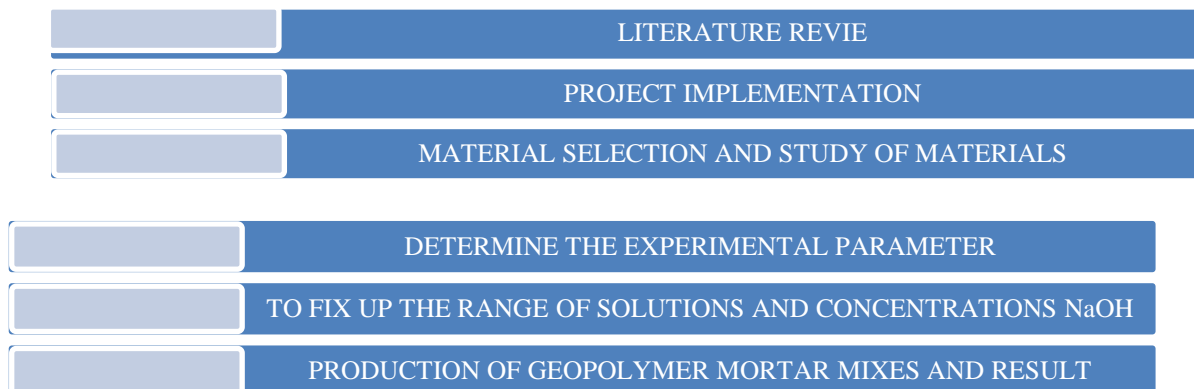 LITERATURE REVIE
PROJECT IMPLEMENTATION
MATERIAL SELECTION AND STUDY OF MATERIALS
DETERMINE THE EXPERIMENTAL PARAMETER
TO FIX UP THE RANGE OF SOLUTIONS AND CONCENTRATIONS NaOH
PRODUCTION OF GEOPOLYMER MORTAR MIXES AND RESULT